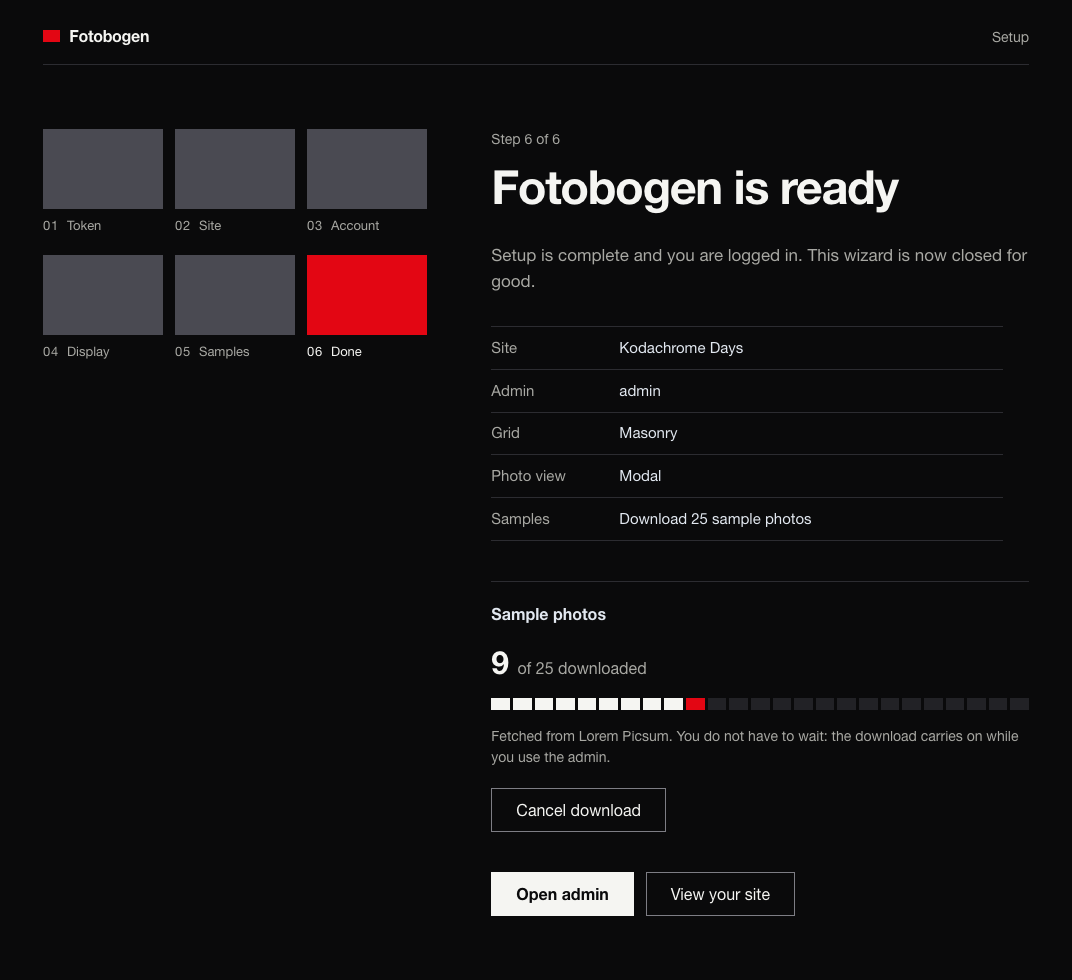 Fotobogen
Setup
01 Token
02 Site
03 Account
04 Display
05 Samples
06 Done
Step 6 of 6
Fotobogen is ready
Setup is complete and you are logged in. This wizard is now closed for
good.
Site Kodachrome Days
Admin admin
Grid Masonry
Photo view Modal
Samples Download 25 sample photos
Sample photos
9 of 25 downloaded
Fetched from Lorem Picsum. You do not have to wait: the download carries on while
you use the admin.
Cancel download
Open admin
View your site